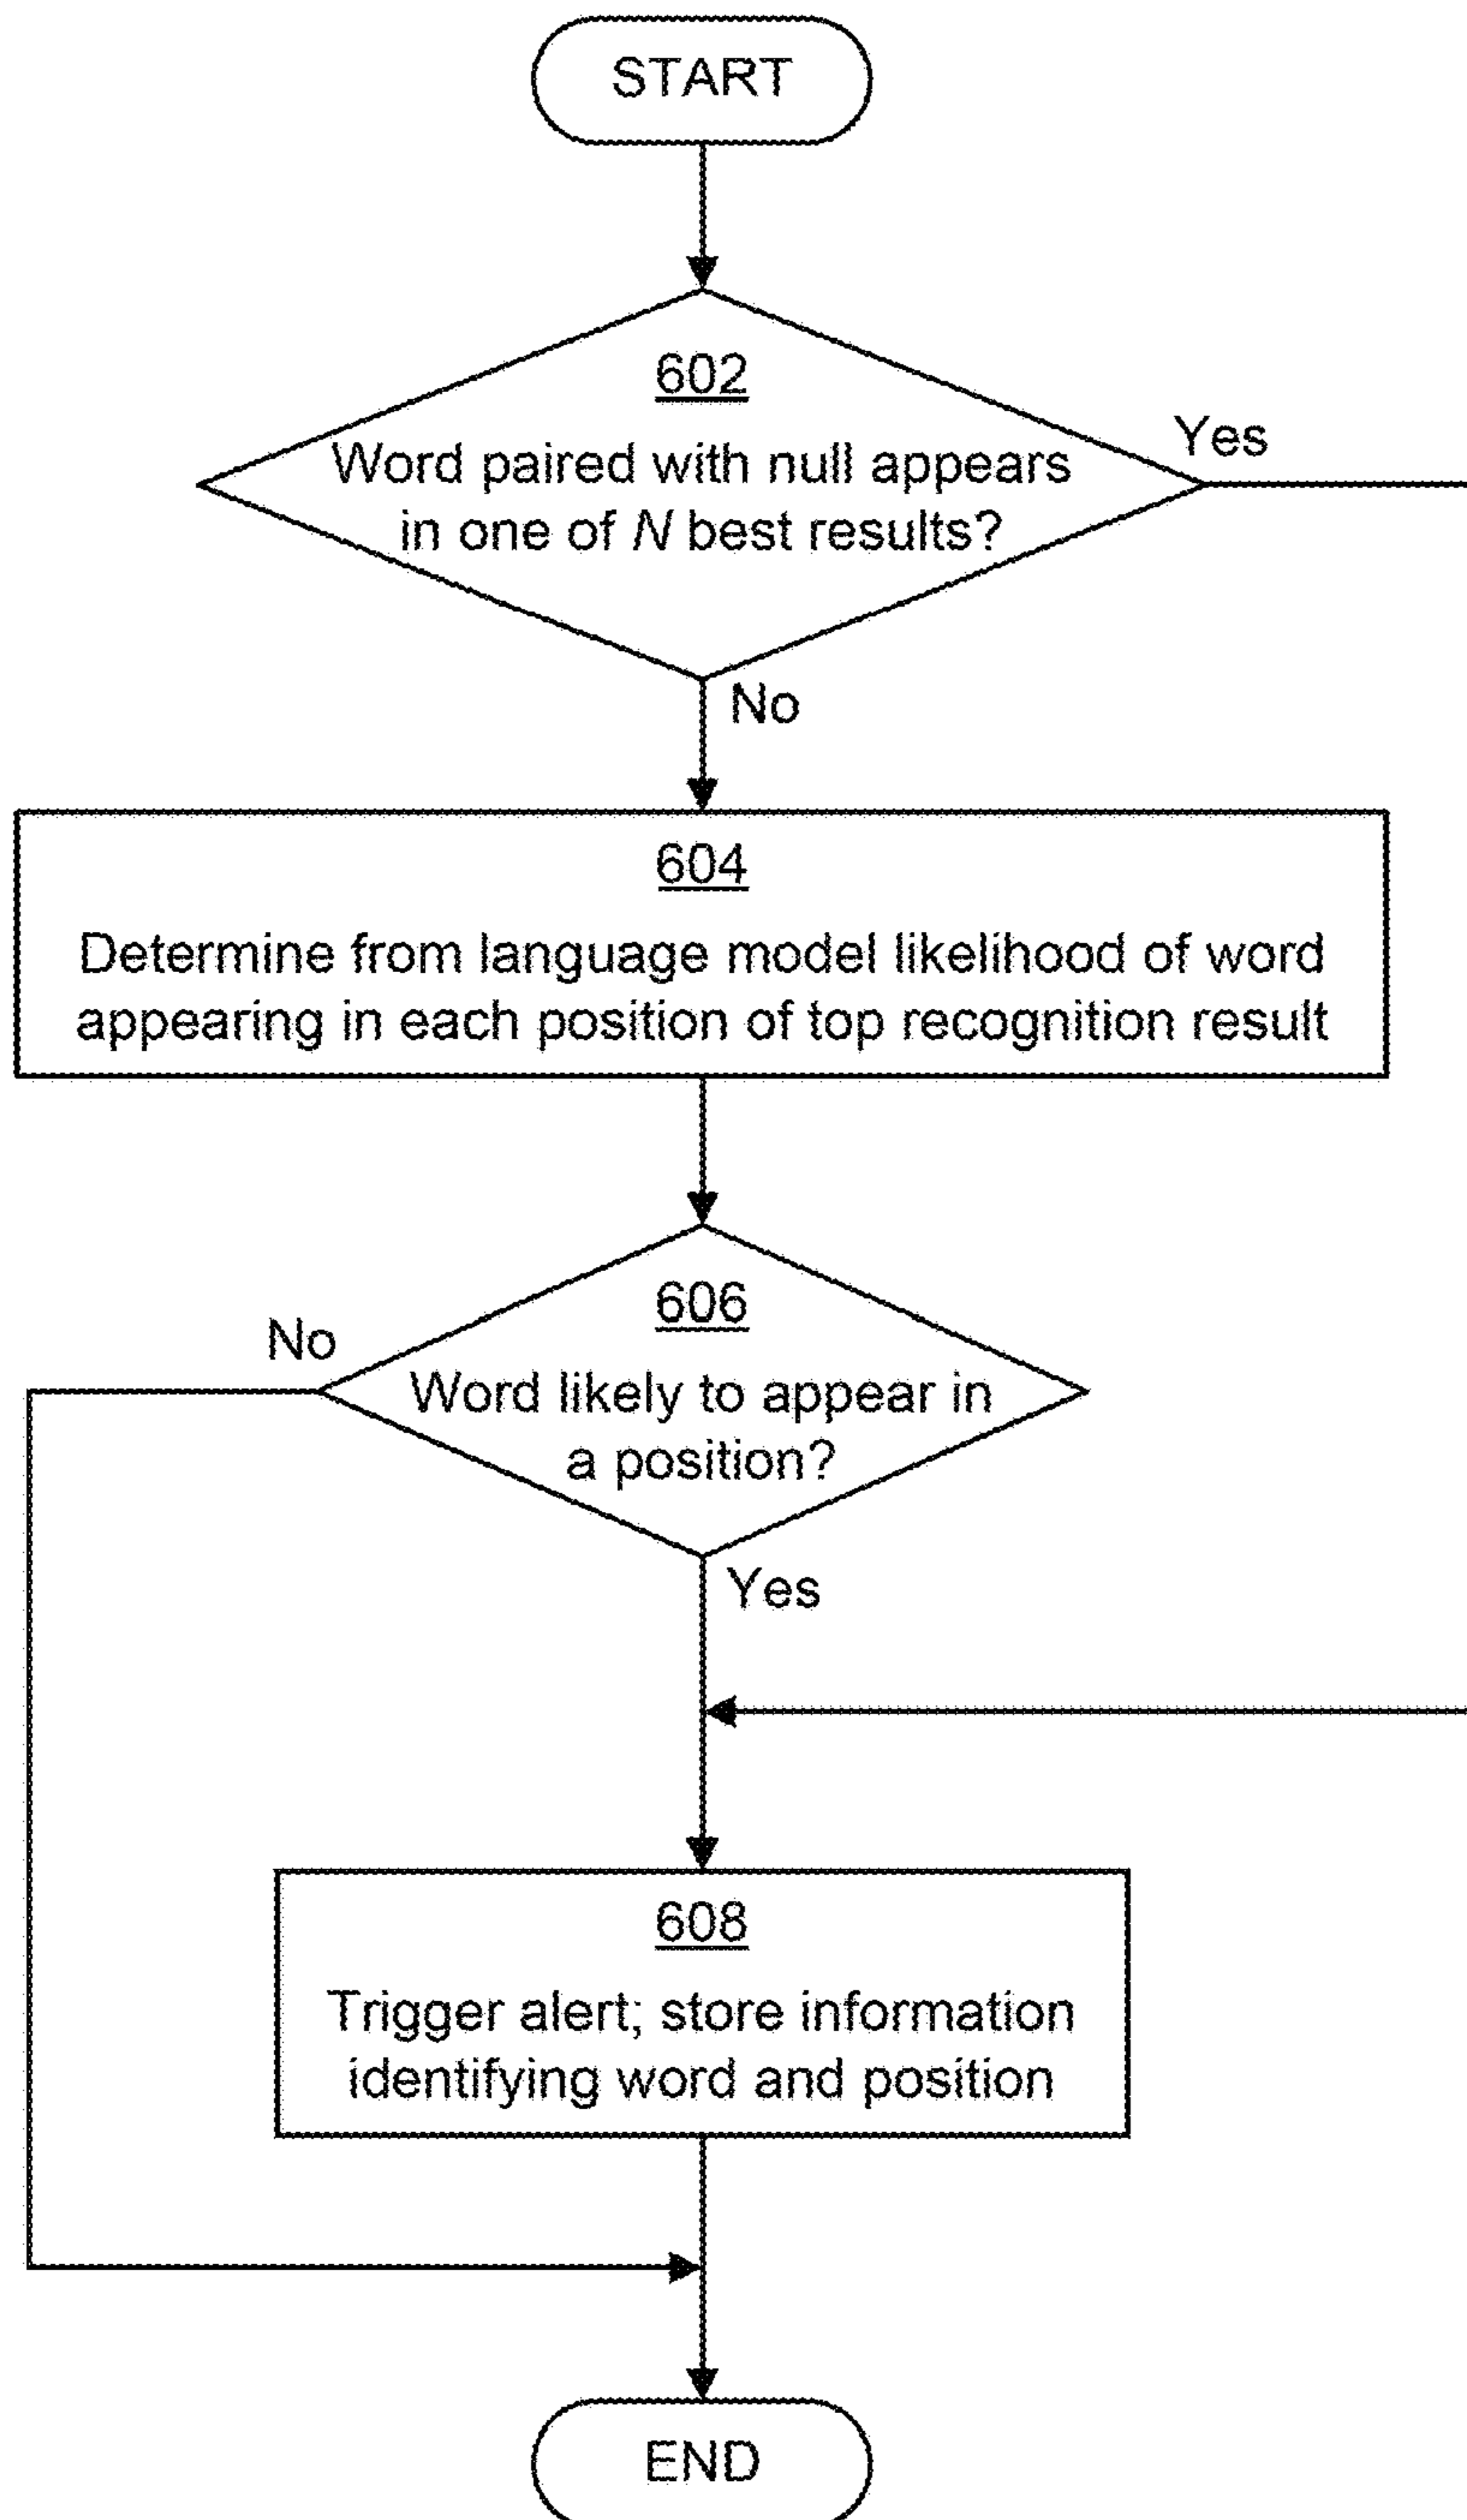 START
602
Word paired with null appears
Yes
in one of N best results?
No
604
Determine from language model likelihood of word
appearing in each position of top recognition result
606
No
Word likely to appear in
a position?
Yes
608
Trigger alert; store information
identifying word and position
END